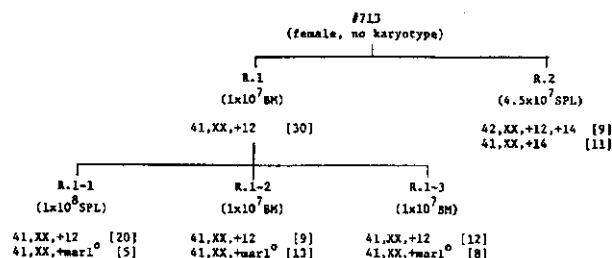 #713
(female, no karyotype)
R.1 R.2
(1x10⁷BM) (4.5x10⁷SPL)
41,XX,+12 [30] 42,XX,+12,+14 [9]
41,XX,+14 [11]
R.1-1 R.1-2 R.1-3
(1x10⁸SPL) (1x10⁷BM) (1x10⁷BM)
41,XX,+12 [20] 41,XX,+12 [9] 41,XX,+12 [12]
41,XX,+mar1° [5] 41,XX,+mar1° [13] 41,XX,+mar1° [8]